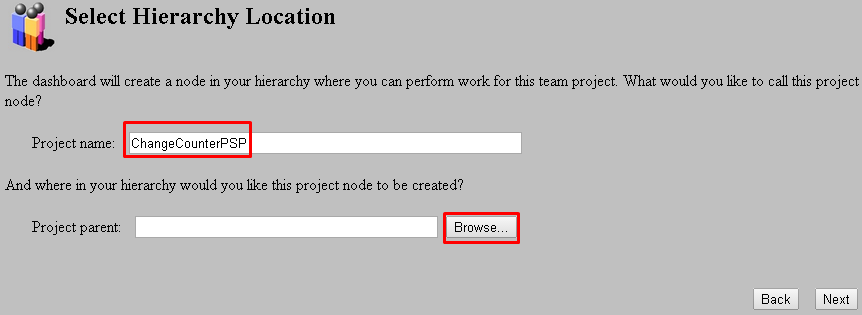 Select Hierarchy Location
The dashboard will create a node in your hierarchy where you can perform work for this team project. What would you like to call this project
node?
Project name: ChangeCounterPSP
And where in your hierarchy would you like this project node to be created?
Project parent: Browse...
Back Next